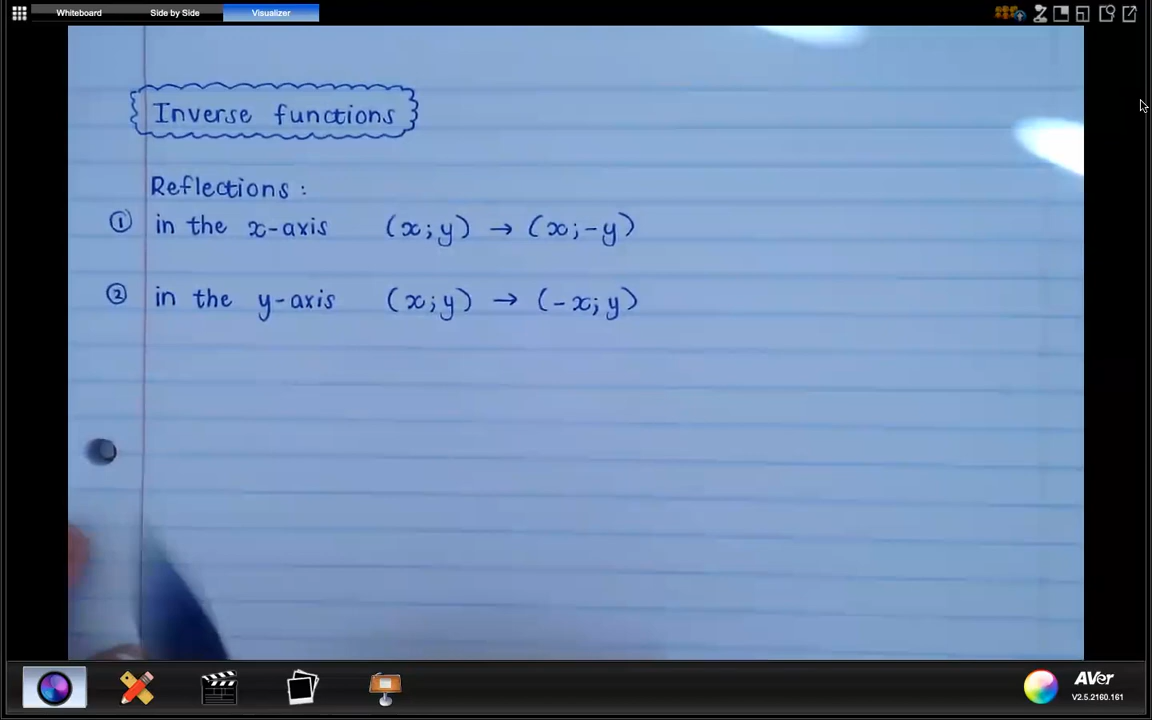 Whiteboard Side by Side Visualizer
Inverse functions
Reflections :
① in the x-axis (x;y) → (x;-y)
② in the y-axis (x;y) → (-x;y)
AVer
V2.5.2160.161